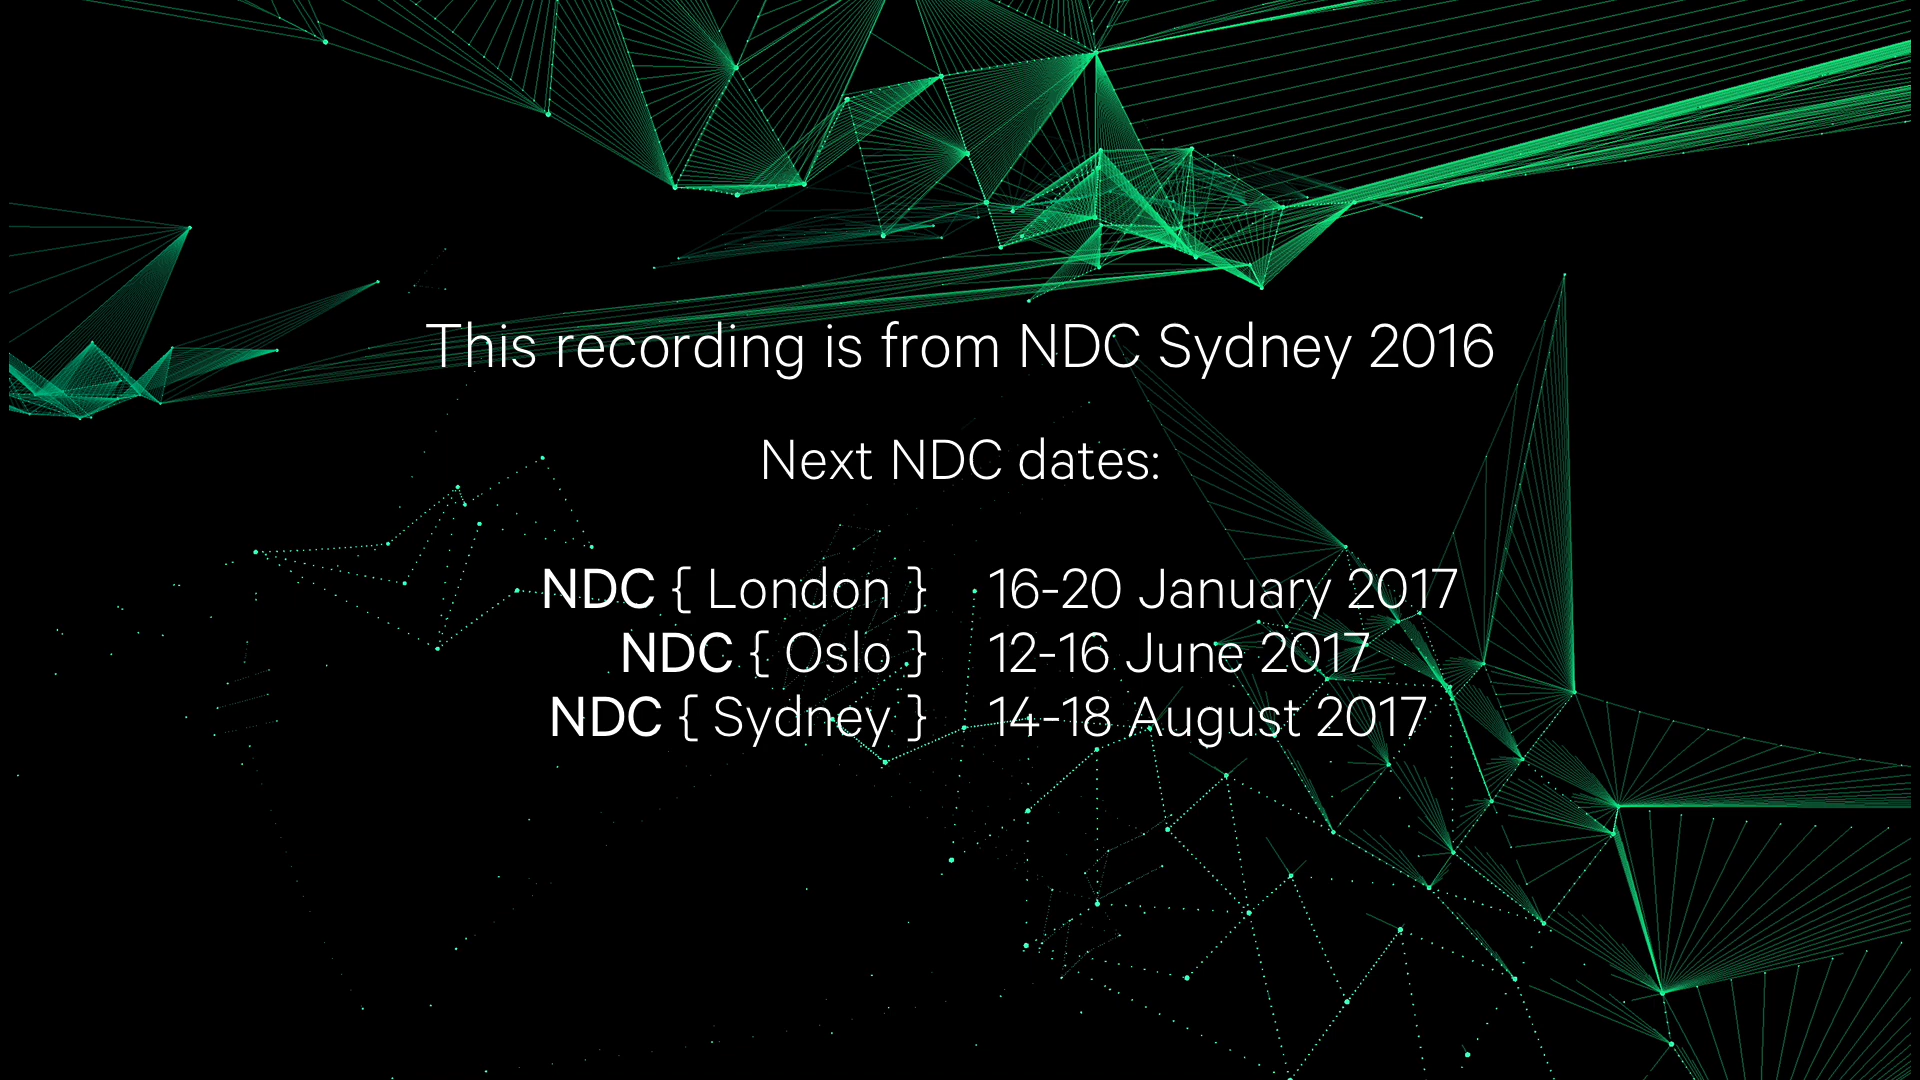 This recording is from NDC Sydney 2016
Next NDC dates:
NDC { London } 16-20 January 2017
NDC { Oslo } 12-16 June 2017
NDC { Sydney } 14-18 August 2017